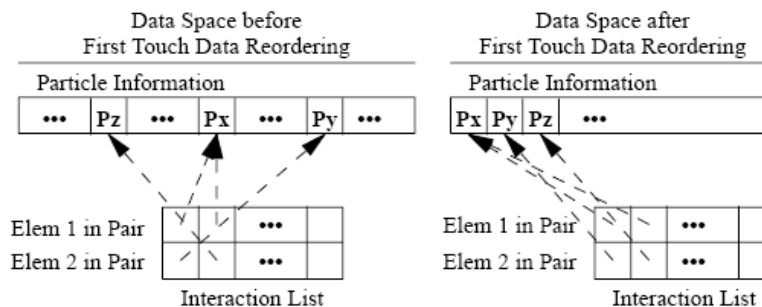 Data Space before
First Touch Data Reordering
Particle Information
••• Pz ••• Px ••• Py •••
Elem 1 in Pair •••
Elem 2 in Pair •••
Interaction List
Data Space after
First Touch Data Reordering
Particle Information
Px Py Pz •••
Elem 1 in Pair •••
Elem 2 in Pair •••
Interaction List